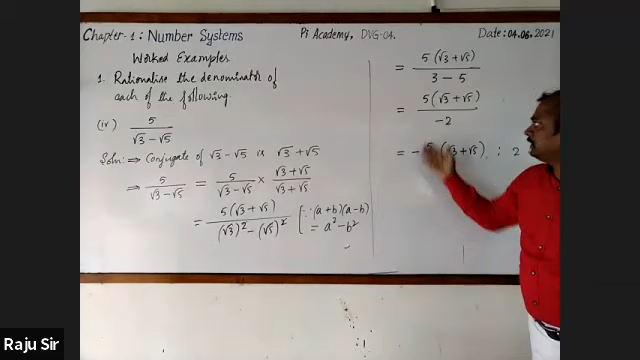 Chapter-1: Number Systems
Pi Academy, DVG-04.
Date: 04.06.2021
Worked Examples
1. Rationalise the denominator of
each of the following.
(iv) 5 / (√3 - √5)
Soln: ⇒ Conjugate of √3 - √5 is √3 + √5
⇒ 5 / (√3 - √5) = 5 / (√3 - √5) × (√3 + √5) / (√3 + √5)
= 5(√3 + √5) / ((√3)² - (√5)²) [∵ (a+b)(a-b)
= a² - b²
= 5(√3 + √5) / (3 - 5)
= 5(√3 + √5) / -2
= - (√3 + √5)
Raju Sir